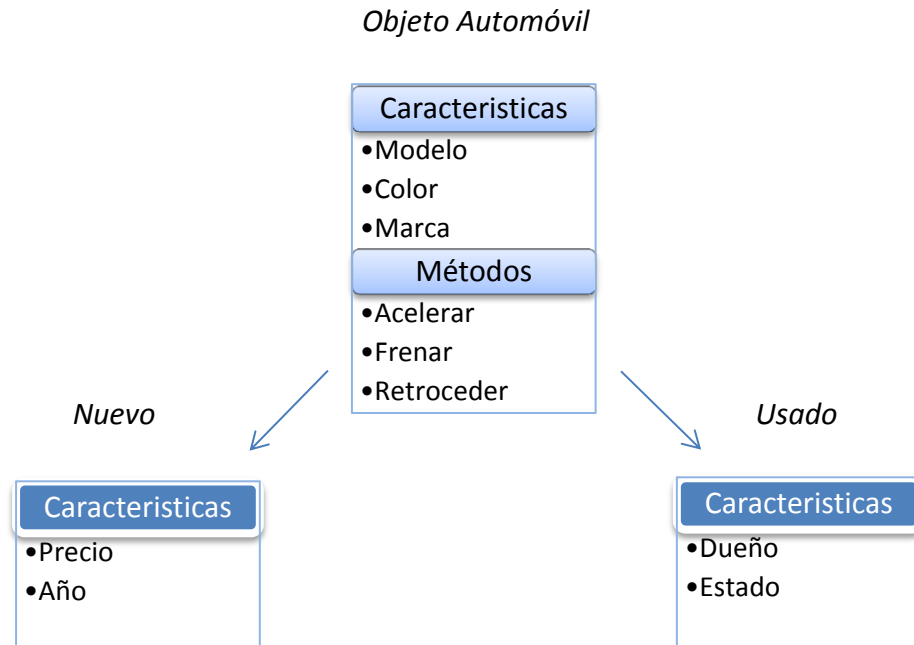 Objeto Automóvil
Caracteristicas
•Modelo
•Color
•Marca
Métodos
•Acelerar
•Frenar
•Retroceder
Nuevo
Caracteristicas
•Precio
•Año
Usado
Caracteristicas
•Dueño
•Estado